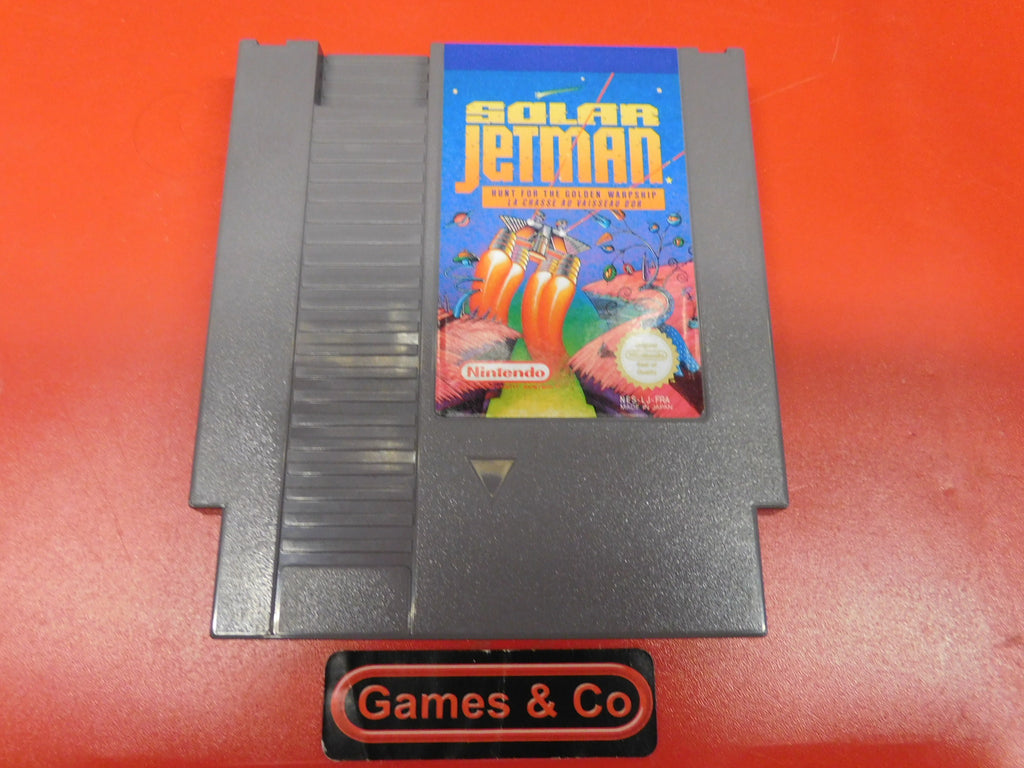 SOLAR
JETMAN
HUNT FOR THE GOLDEN WARPSHIP
LA CHASSE AU VAISSEAU D'OR
Nintendo
Nintendo
NES-LJ-FRA
MADE IN JAPAN
Games & Co